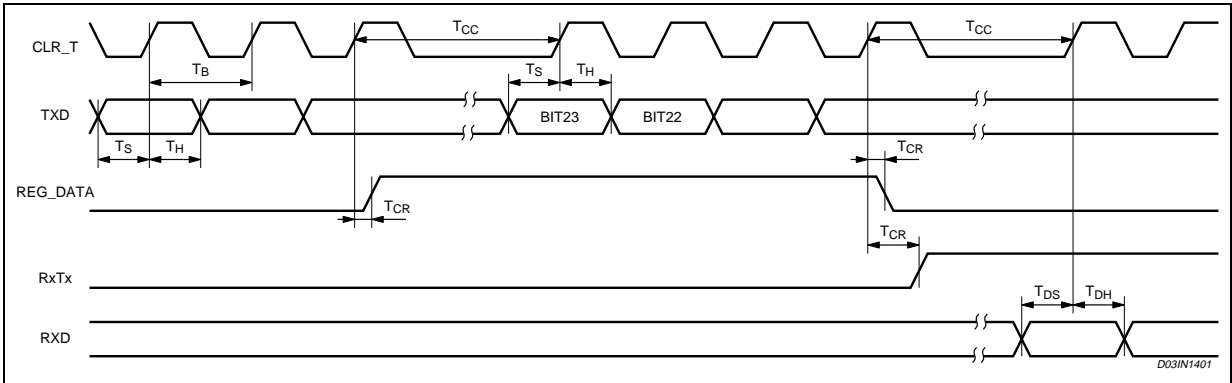 CLR_T
TCC
TCC
TB
TS
TH
TXD
BIT23
BIT22
TS
TH
TCR
REG_DATA
TCR
TCR
RxTx
TDS
TDH
RXD
D03IN1401